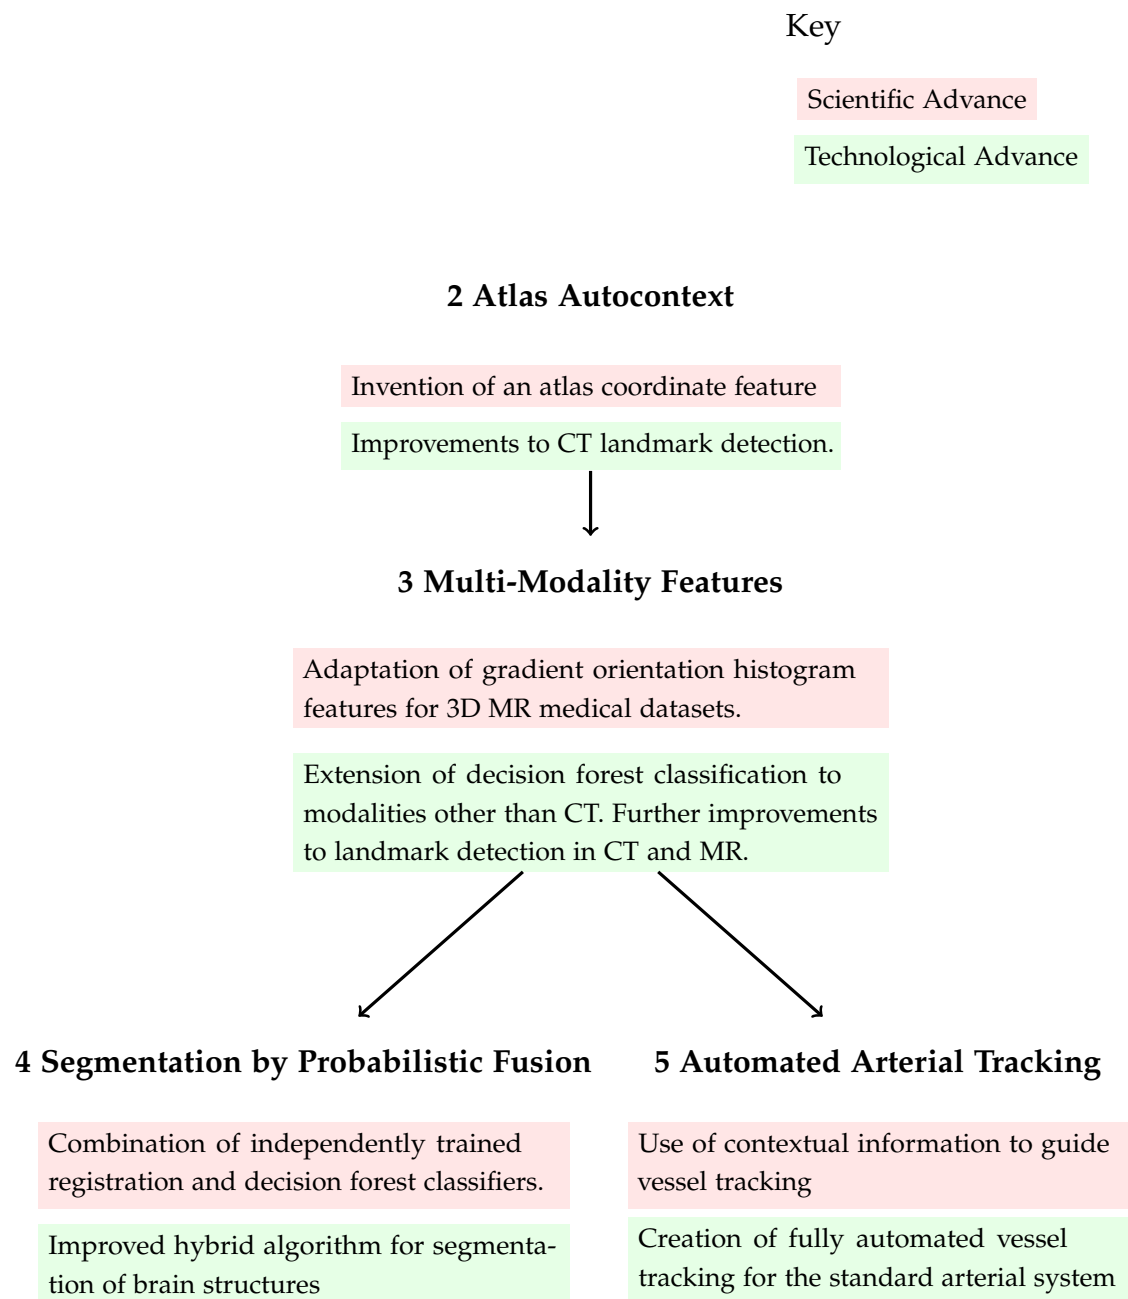 Key
Scientific Advance
Technological Advance
2 Atlas Autocontext
Invention of an atlas coordinate feature
Improvements to CT landmark detection.
3 Multi-Modality Features
Adaptation of gradient orientation histogram
features for 3D MR medical datasets.
Extension of decision forest classification to
modalities other than CT. Further improvements
to landmark detection in CT and MR.
4 Segmentation by Probabilistic Fusion
Combination of independently trained
registration and decision forest classifiers.
Improved hybrid algorithm for segmenta-
tion of brain structures
5 Automated Arterial Tracking
Use of contextual information to guide
vessel tracking
Creation of fully automated vessel
tracking for the standard arterial system